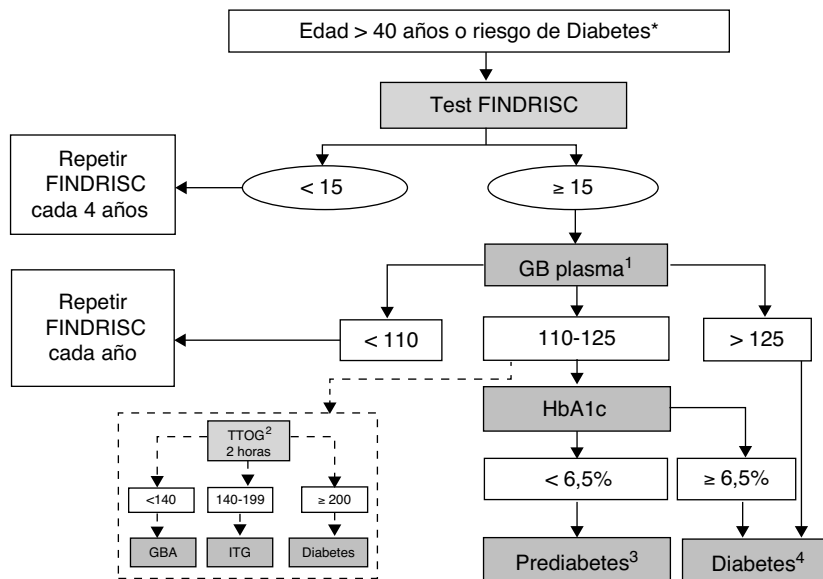 Edad > 40 años o riesgo de Diabetes*
Test FINDRISC
Repetir
FINDRISC
cada 4 años
< 15
≥ 15
GB plasma¹
Repetir
FINDRISC
cada año
< 110
110-125
> 125
HbA1c
TTOG²
2 horas
< 6,5%
≥ 6,5%
<140
140-199
≥ 200
GBA
ITG
Diabetes
Prediabetes³
Diabetes⁴